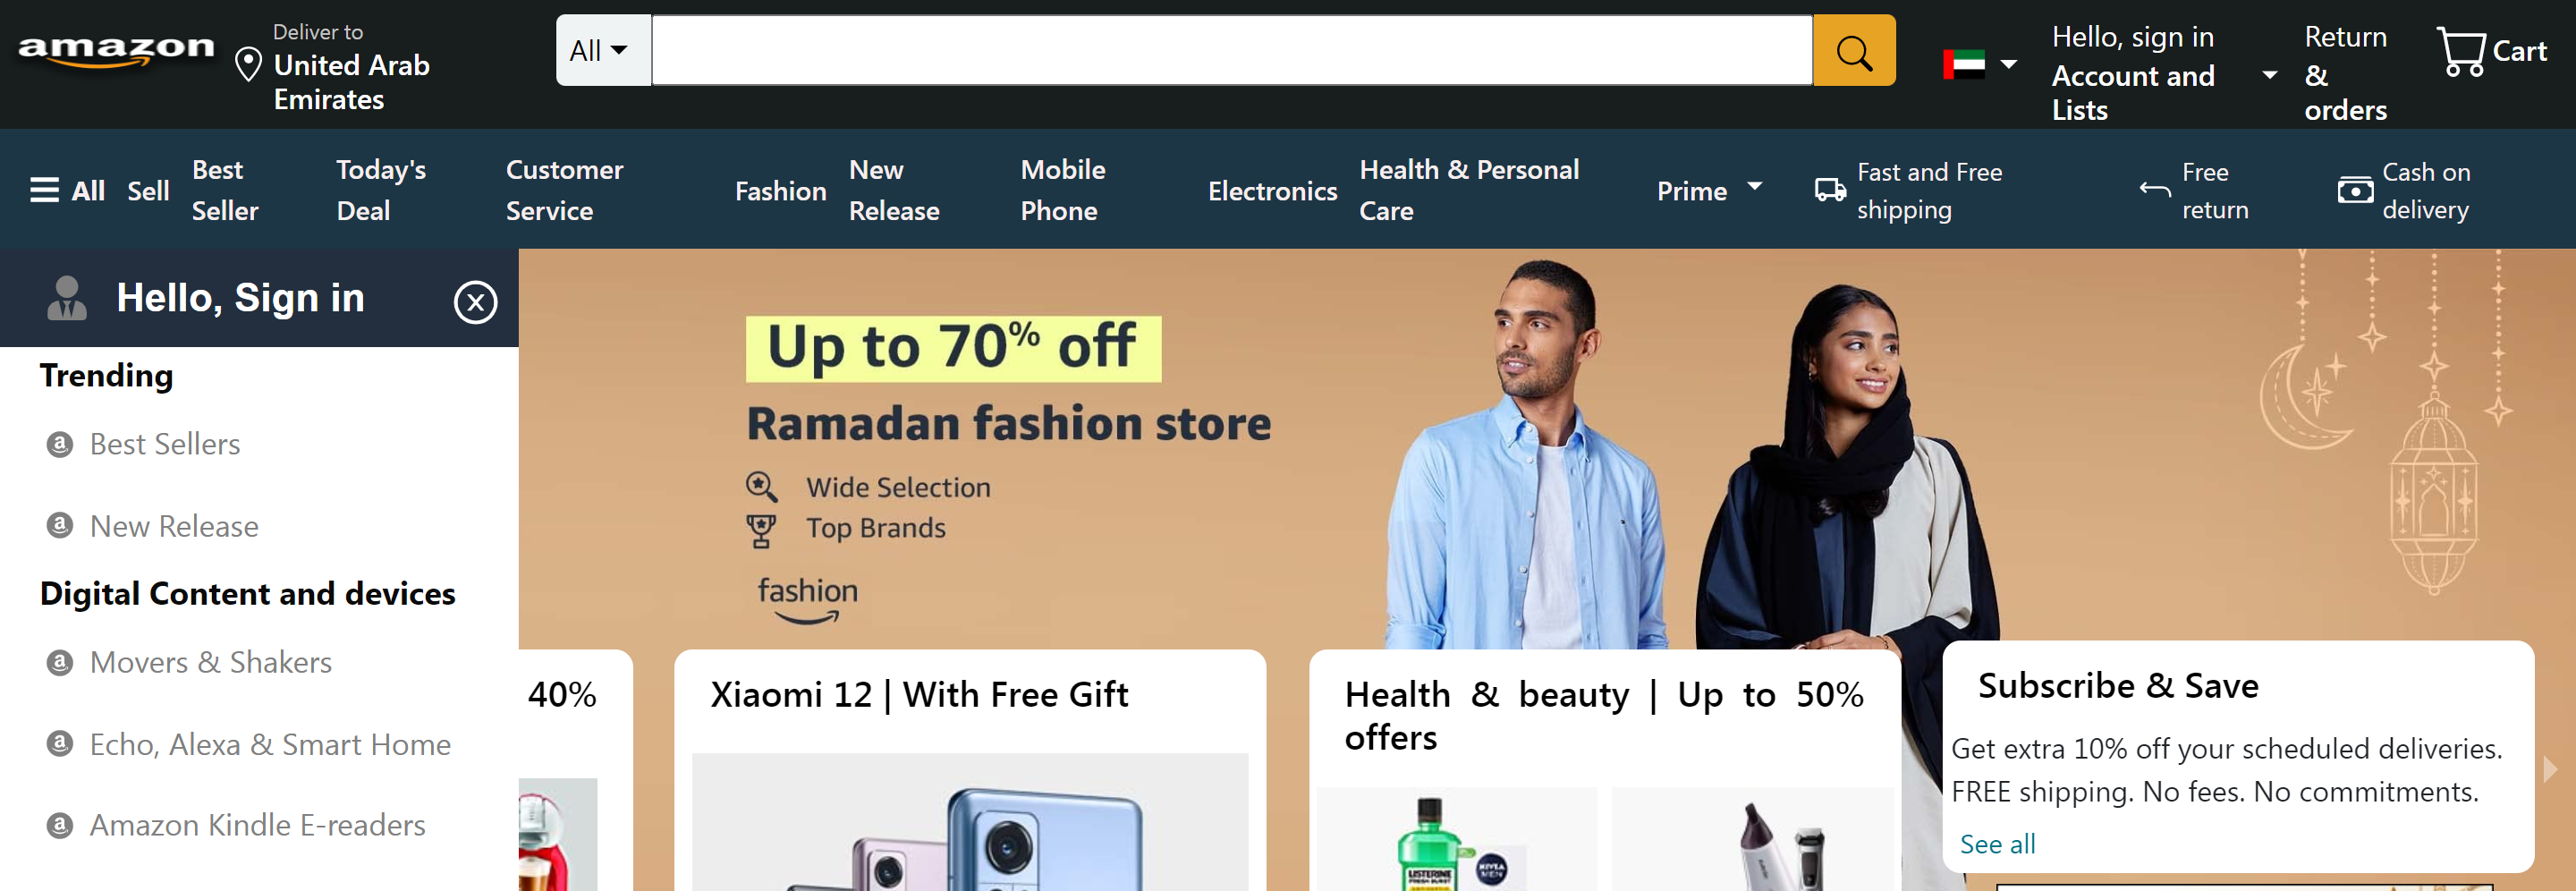 amazon
Deliver to
United Arab
Emirates
All
Hello, sign in
Account and
Lists
Return
&
orders
Cart
All
Sell
Best
Seller
Today's
Deal
Customer
Service
Fashion
New
Release
Mobile
Phone
Electronics
Health & Personal
Care
Prime
Fast and Free
shipping
Free
return
Cash on
delivery
Hello, Sign in
Trending
Best Sellers
New Release
Digital Content and devices
Movers & Shakers
Echo, Alexa & Smart Home
Amazon Kindle E-readers
Up to 70% off
Ramadan fashion store
Wide Selection
Top Brands
fashion
40%
Xiaomi 12 | With Free Gift
Health & beauty | Up to 50%
offers
LISTERINE
FRESH BURST
NIVEA
MEN
Subscribe & Save
Get extra 10% off your scheduled deliveries.
FREE shipping. No fees. No commitments.
See all